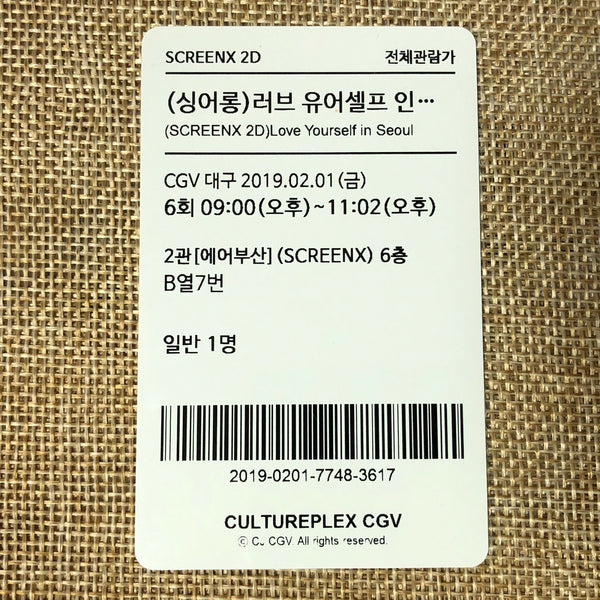 SCREENX 2D 전체관람가
(싱어롱)러브 유어셀프 인…
(SCREENX 2D)Love Yourself in Seoul
CGV 대구 2019.02.01(금)
6회 09:00(오후)~11:02(오후)
2관[에어부산](SCREENX) 6층
B열7번
일반 1명
2019-0201-7748-3617
CULTUREPLEX CGV
ⓒ CJ CGV. All rights reserved.